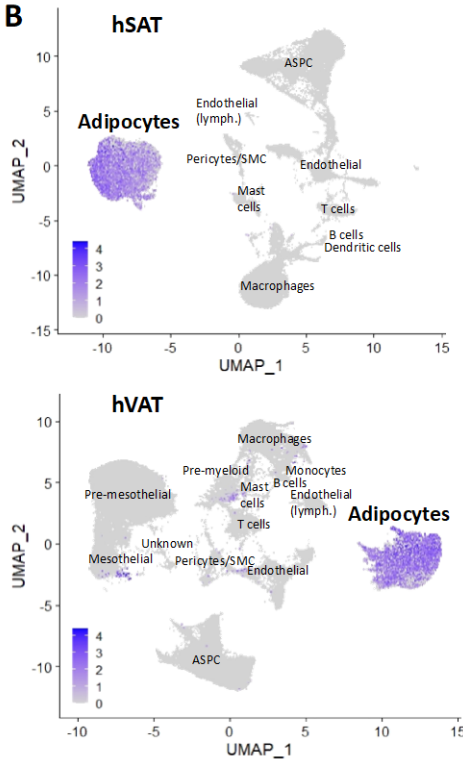 B
hSAT
10
5
0
-5
-10
-15
UMAP_2
ASPC
Endothelial
(lymph.)
Adipocytes
Pericytes/SMC
Endothelial
Mast
cells
T cells
B cells
Dendritic cells
Macrophages
4
3
2
1
0
-10 -5 0 5 10 15
UMAP_1
hVAT
10
5
0
-5
-10
UMAP_2
Macrophages
Pre-myeloid
Monocytes
B cells
Mast
cells
Endothelial
(lymph.)
Pre-mesothelial
Adipocytes
T cells
Unknown
Mesothelial
Pericytes/SMC
Endothelial
ASPC
4
3
2
1
0
-10 -5 0 5 10 15
UMAP_1